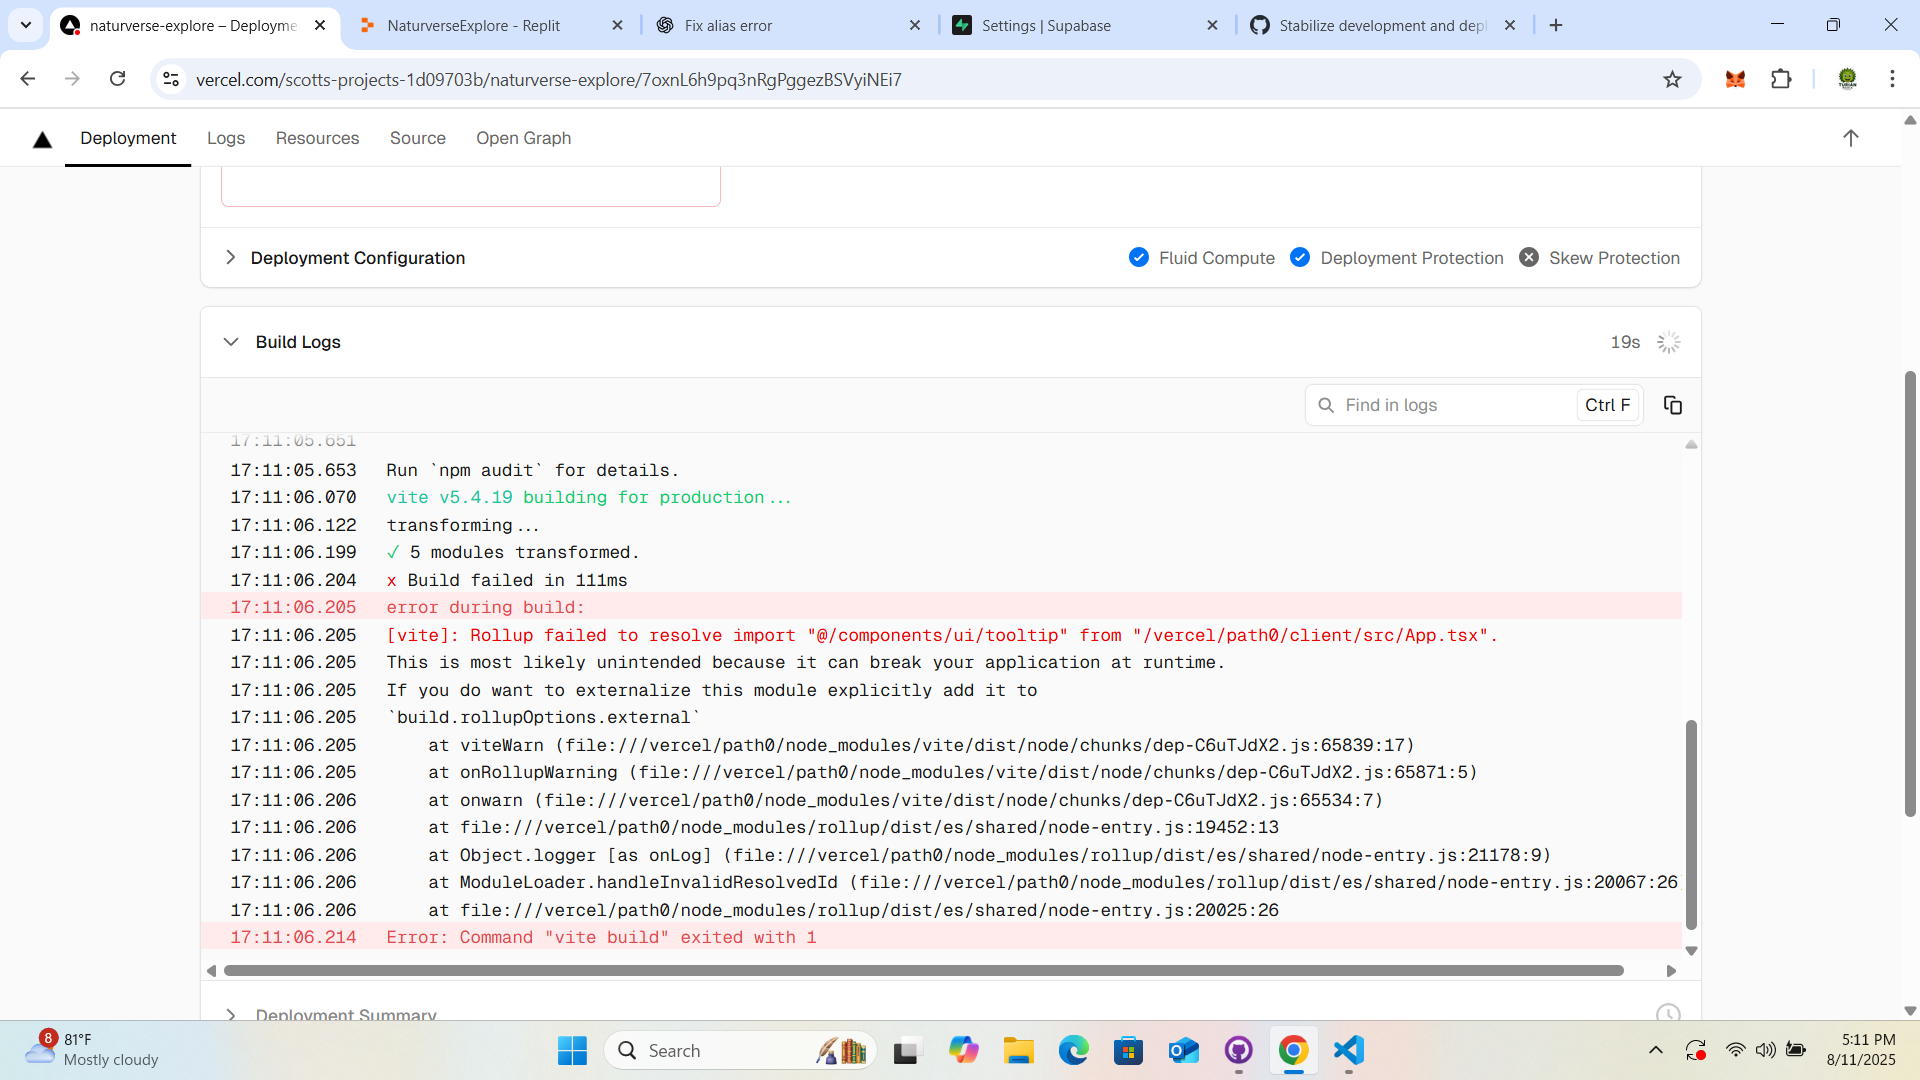 naturverse-explore – Deployme
NaturverseExplore - Replit
Fix alias error
Settings | Supabase
Stabilize development and depl
vercel.com/scotts-projects-1d09703b/naturverse-explore/7oxnL6h9pq3nRgPggezBSVyiNEi7
Deployment
Logs
Resources
Source
Open Graph
Deployment Configuration
Fluid Compute
Deployment Protection
Skew Protection
Build Logs
19s
Find in logs
Ctrl F
17:11:05.651
17:11:05.653 Run `npm audit` for details.
17:11:06.070 vite v5.4.19 building for production...
17:11:06.122 transforming...
17:11:06.199 ✓ 5 modules transformed.
17:11:06.204 x Build failed in 111ms
17:11:06.205 error during build:
17:11:06.205 [vite]: Rollup failed to resolve import "@/components/ui/tooltip" from "/vercel/path0/client/src/App.tsx".
17:11:06.205 This is most likely unintended because it can break your application at runtime.
17:11:06.205 If you do want to externalize this module explicitly add it to
17:11:06.205 `build.rollupOptions.external`
17:11:06.205 at viteWarn (file:///vercel/path0/node_modules/vite/dist/node/chunks/dep-C6uTJdX2.js:65839:17)
17:11:06.205 at onRollupWarning (file:///vercel/path0/node_modules/vite/dist/node/chunks/dep-C6uTJdX2.js:65871:5)
17:11:06.206 at onwarn (file:///vercel/path0/node_modules/vite/dist/node/chunks/dep-C6uTJdX2.js:65534:7)
17:11:06.206 at file:///vercel/path0/node_modules/rollup/dist/es/shared/node-entry.js:19452:13
17:11:06.206 at Object.logger [as onLog] (file:///vercel/path0/node_modules/rollup/dist/es/shared/node-entry.js:21178:9)
17:11:06.206 at ModuleLoader.handleInvalidResolvedId (file:///vercel/path0/node_modules/rollup/dist/es/shared/node-entry.js:20067:26
17:11:06.206 at file:///vercel/path0/node_modules/rollup/dist/es/shared/node-entry.js:20025:26
17:11:06.214 Error: Command "vite build" exited with 1
Deployment Summary
8
81°F
Mostly cloudy
Search
5:11 PM
8/11/2025